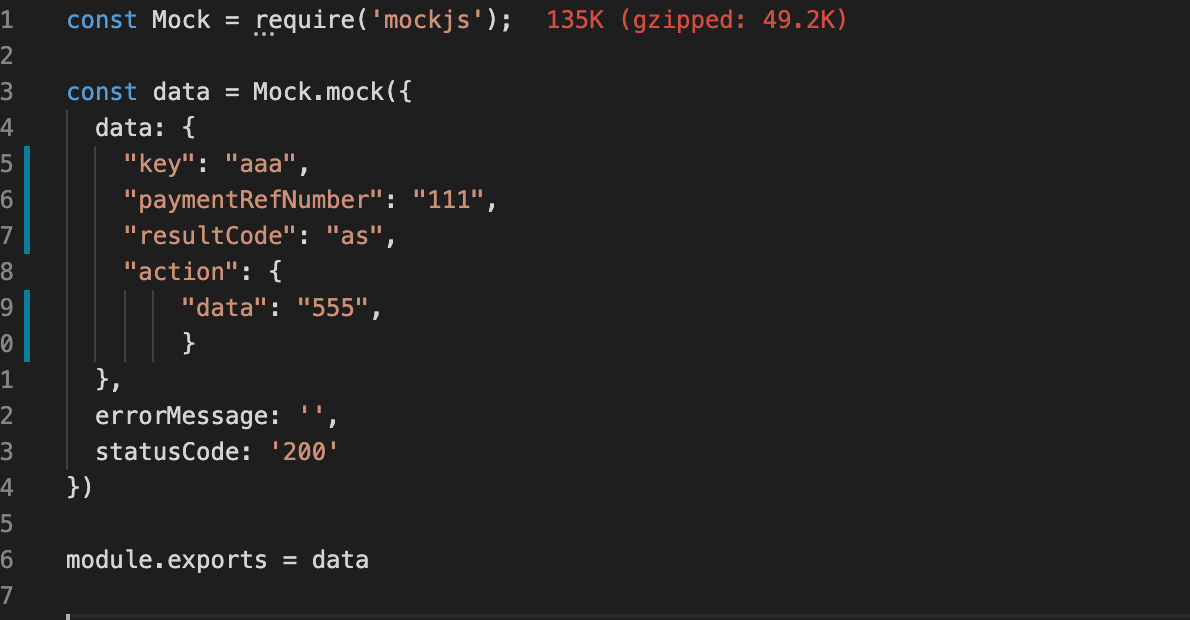 1 const Mock = require('mockjs'); 135K (gzipped: 49.2K)
2
3 const data = Mock.mock({
4 data: {
5 "key": "aaa",
6 "paymentRefNumber": "111",
7 "resultCode": "as",
8 "action": {
9 "data": "555",
0 }
1 },
2 errorMessage: '',
3 statusCode: '200'
4 })
5
6 module.exports = data
7